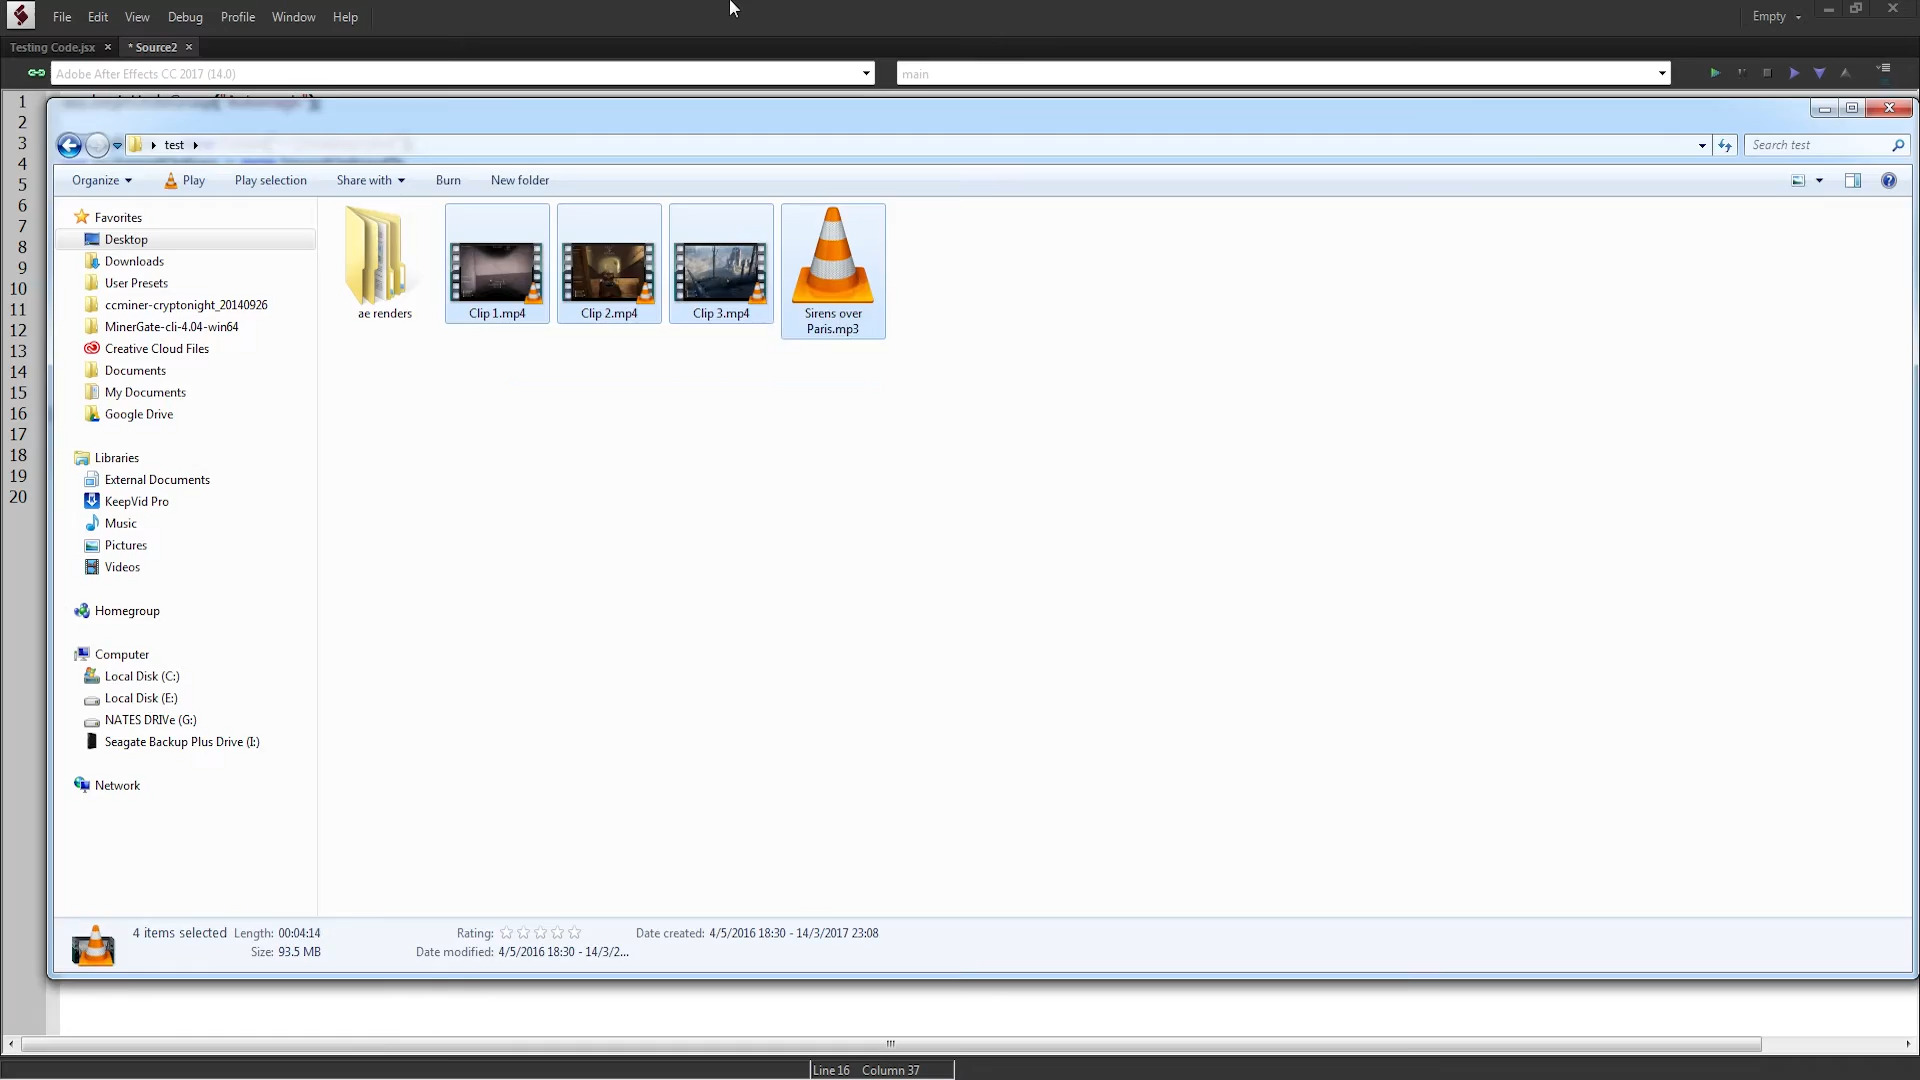 File Edit View Debug Profile Window Help
Empty
Testing Code.jsx × * Source2 ×
Adobe After Effects CC 2017 (14.0)
main
1
2
3
4
5
6
7
8
9
10
11
12
13
14
15
16
17
18
19
20
test
Search test
Organize Play Play selection Share with Burn New folder
Favorites
Desktop
Downloads
User Presets
ccminer-cryptonight_20140926
MinerGate-cli-4.04-win64
Creative Cloud Files
Documents
My Documents
Google Drive
Libraries
External Documents
KeepVid Pro
Music
Pictures
Videos
Homegroup
Computer
Local Disk (C:)
Local Disk (E:)
NATES DRIVe (G:)
Seagate Backup Plus Drive (I:)
Network
ae renders
Clip 1.mp4
Clip 2.mp4
Clip 3.mp4
Sirens over
Paris.mp3
4 items selected Length: 00:04:14 Rating: Date created: 4/5/2016 18:30 - 14/3/2017 23:08
Size: 93.5 MB Date modified: 4/5/2016 18:30 - 14/3/2...
Line 16 Column 37